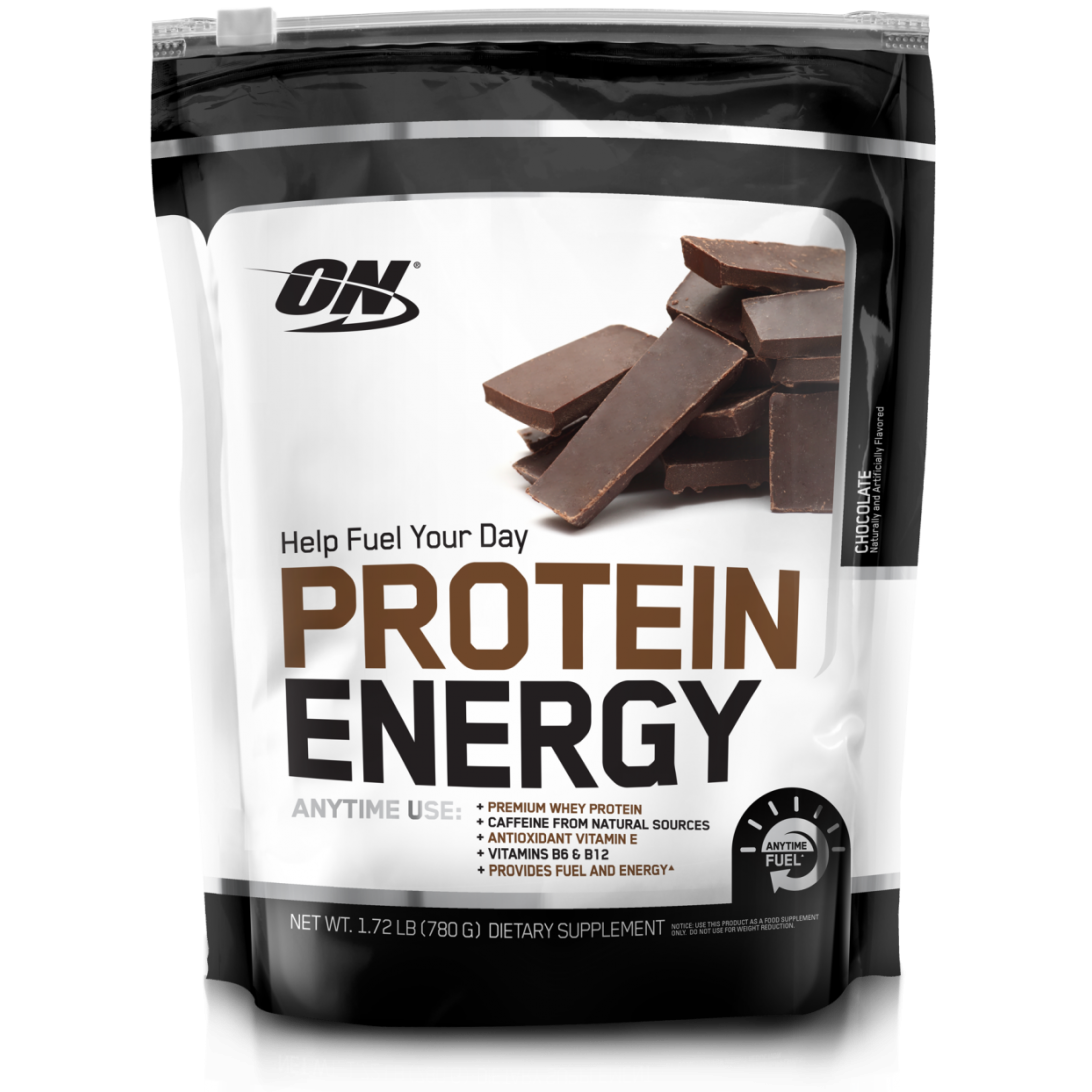 ON®
CHOCOLATE
Naturally and Artificially Flavored
Help Fuel Your Day
PROTEIN
ENERGY
ANYTIME USE:
+ PREMIUM WHEY PROTEIN
+ CAFFEINE FROM NATURAL SOURCES
+ ANTIOXIDANT VITAMIN E
+ VITAMINS B6 & B12
+ PROVIDES FUEL AND ENERGY▲
ANYTIME
FUEL*
NET WT. 1.72 LB (780 G) DIETARY SUPPLEMENT
NOTICE: USE THIS PRODUCT AS A FOOD SUPPLEMENT
ONLY. DO NOT USE FOR WEIGHT REDUCTION.